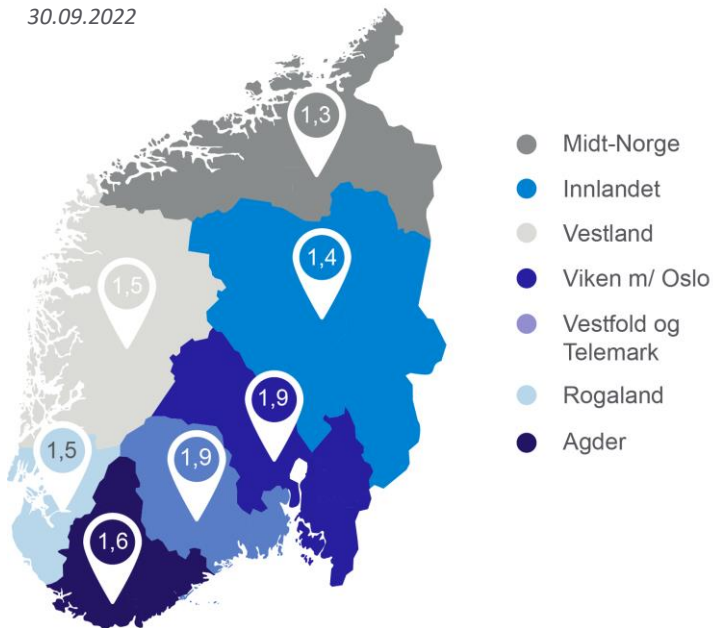 30.09.2022
1,3
1,4
1,5
1,9
1,5
1,9
1,6
Midt-Norge
Innlandet
Vestland
Viken m/ Oslo
Vestfold og
Telemark
Rogaland
Agder